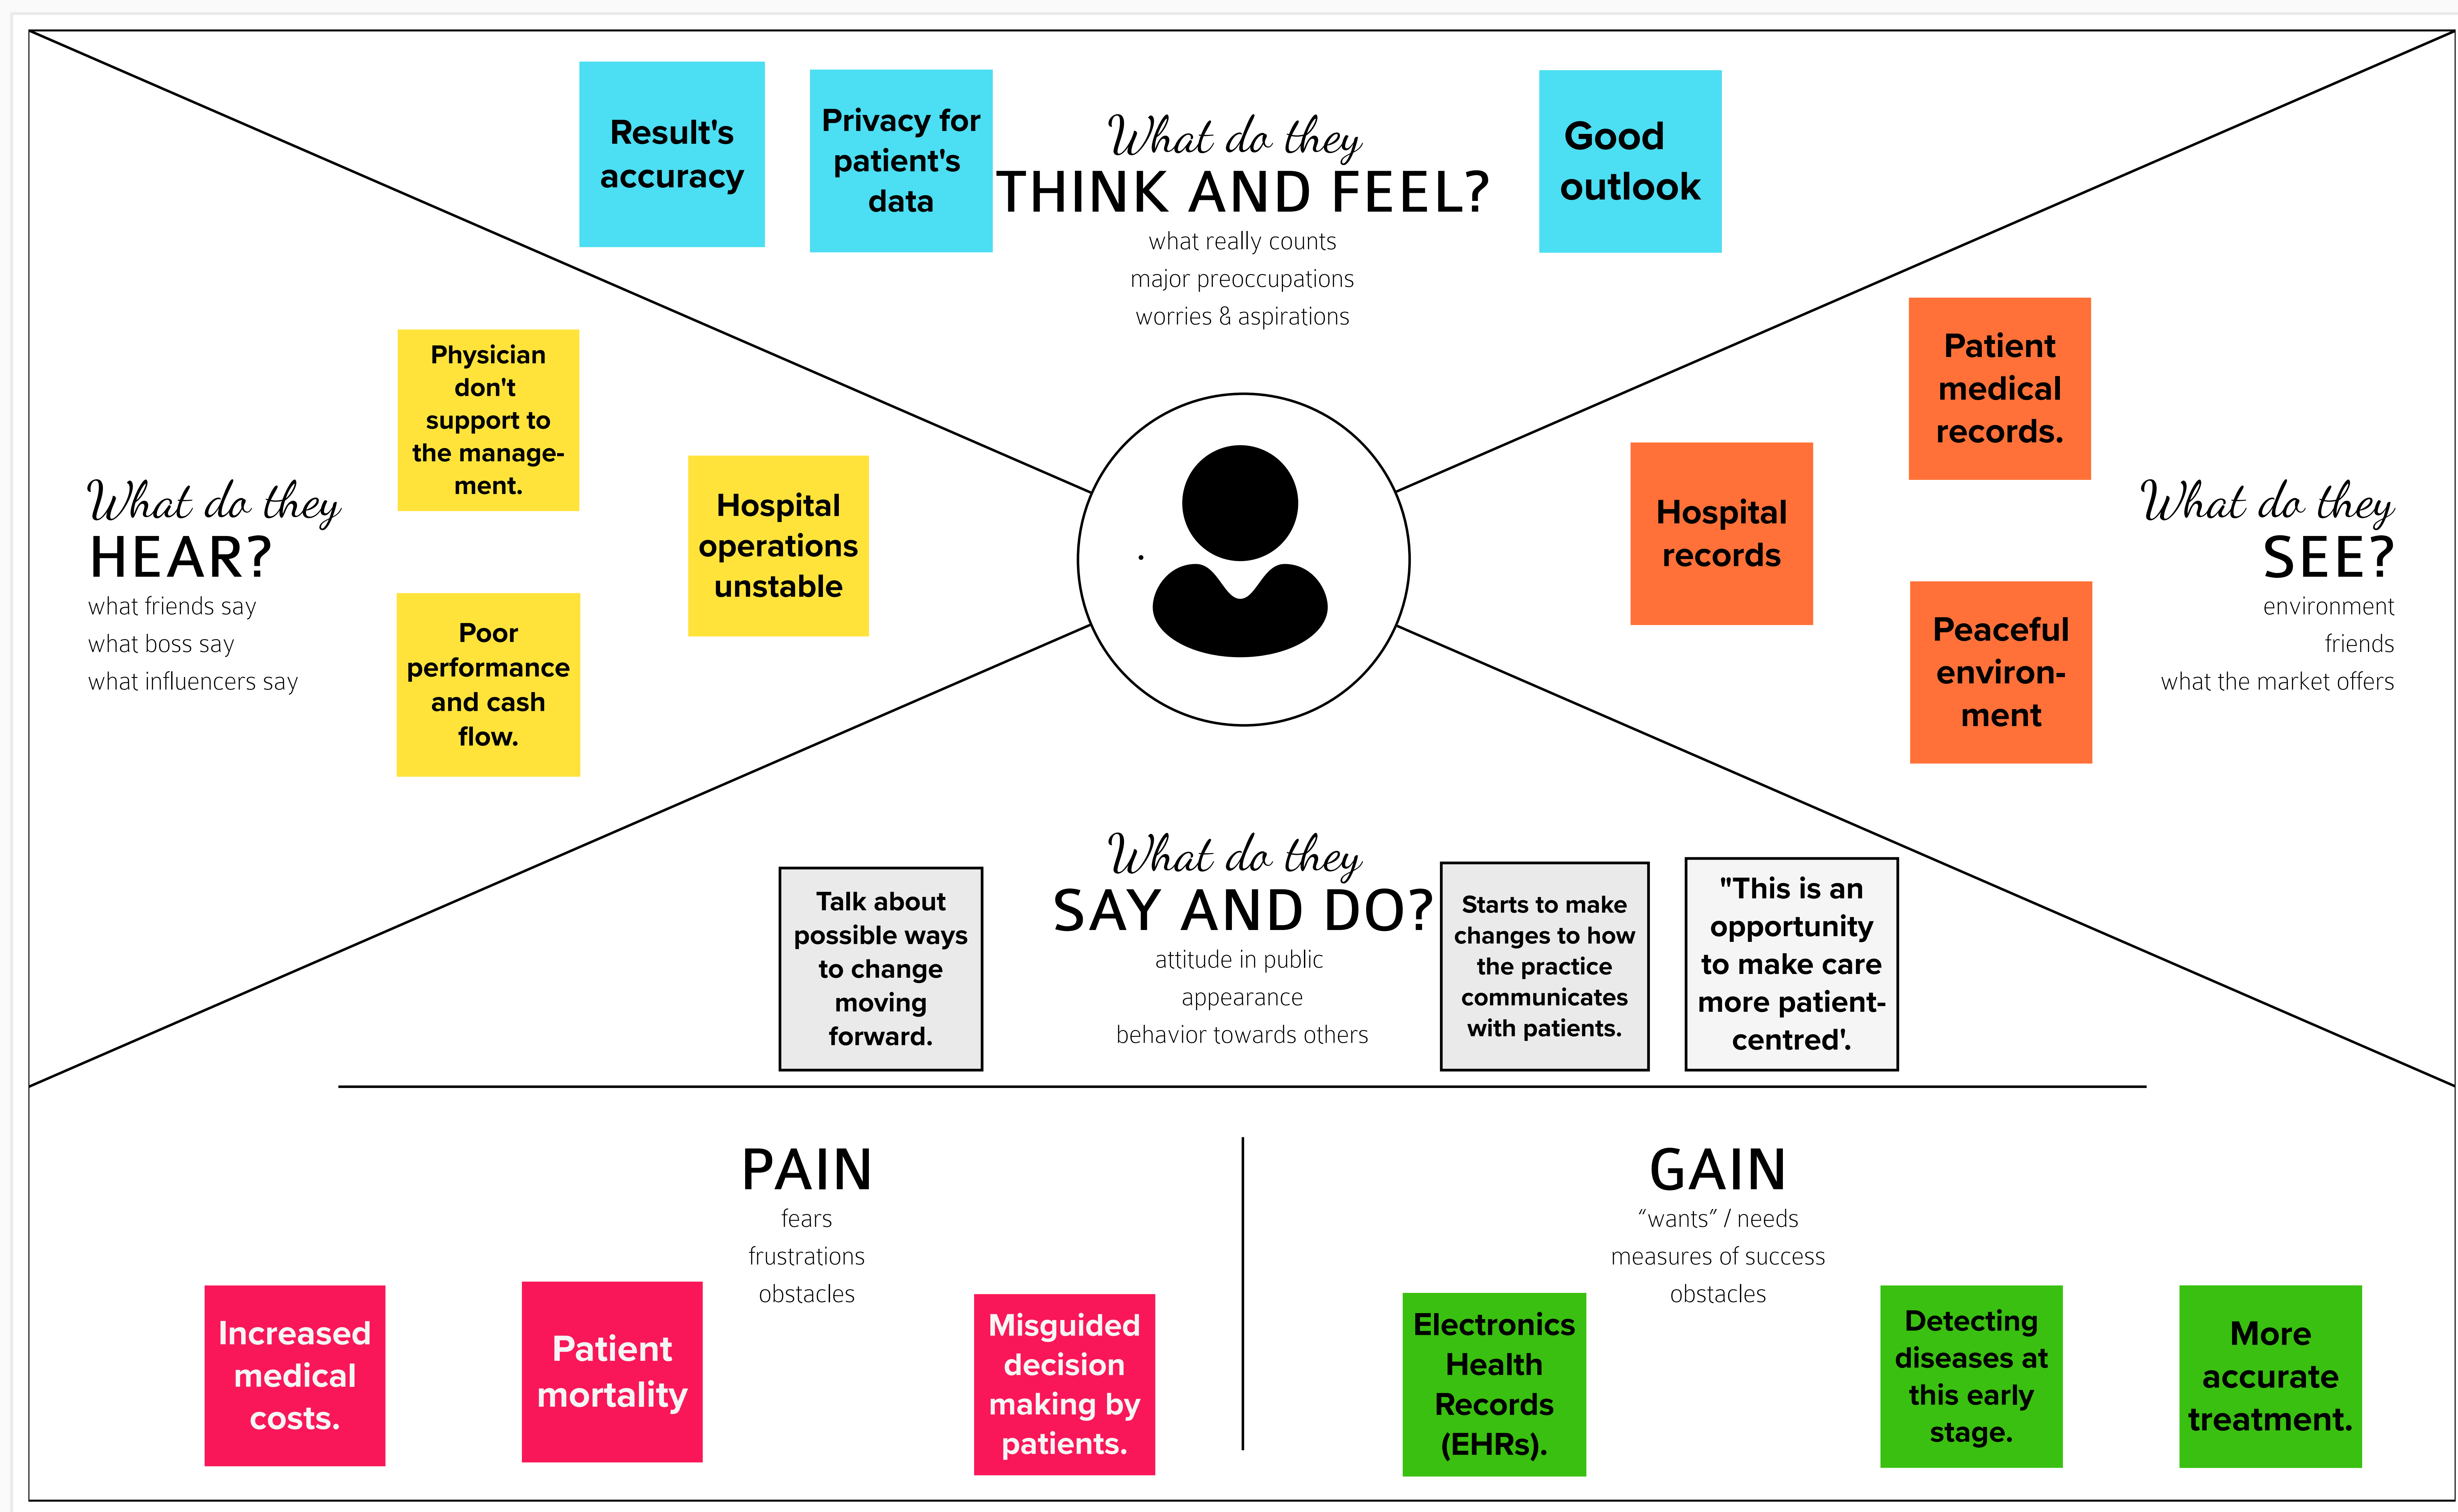 Result's
accuracy
Privacy for
patient's
data
What do they
THINK AND FEEL?
what really counts
major preoccupations
worries & aspirations
Good
outlook
Physician
don't
support to
the manage-
ment.
Hospital
operations
unstable
What do they
HEAR?
what friends say
what boss say
what influencers say
Poor
performance
and cash
flow.
Patient
medical
records.
Hospital
records
What do they
SEE?
environment
friends
what the market offers
Peaceful
environ-
ment
What do they
SAY AND DO?
attitude in public
appearance
behavior towards others
Talk about
possible ways
to change
moving
forward.
Starts to make
changes to how
the practice
communicates
with patients.
"This is an
opportunity
to make care
more patient-
centred'.
PAIN
fears
frustrations
obstacles
Increased
medical
costs.
Patient
mortality
Misguided
decision
making by
patients.
GAIN
“wants” / needs
measures of success
obstacles
Electronics
Health
Records
(EHRs).
Detecting
diseases at
this early
stage.
More
accurate
treatment.